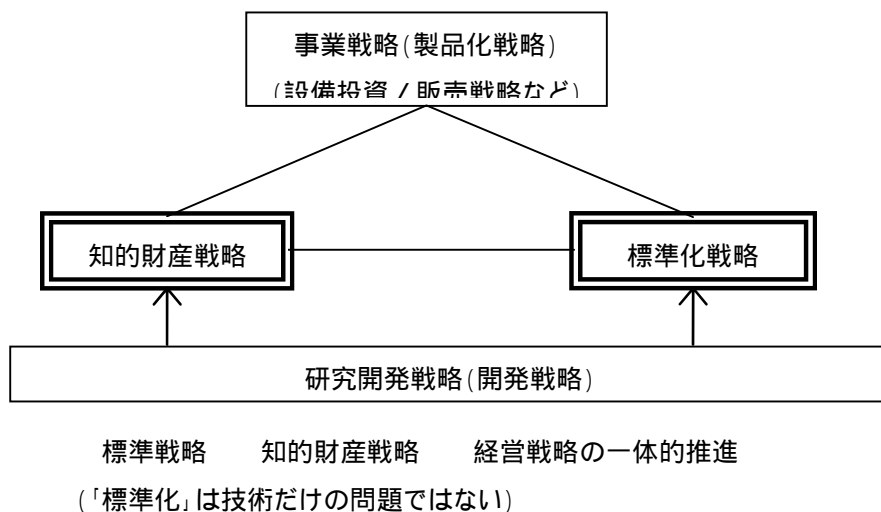 事業戦略(製品化戦略)
(設備投資/販売戦略など)
知的財産戦略
標準化戦略
研究開発戦略(開発戦略)
標準戦略　知的財産戦略　経営戦略の一体的推進
(「標準化」は技術だけの問題ではない)